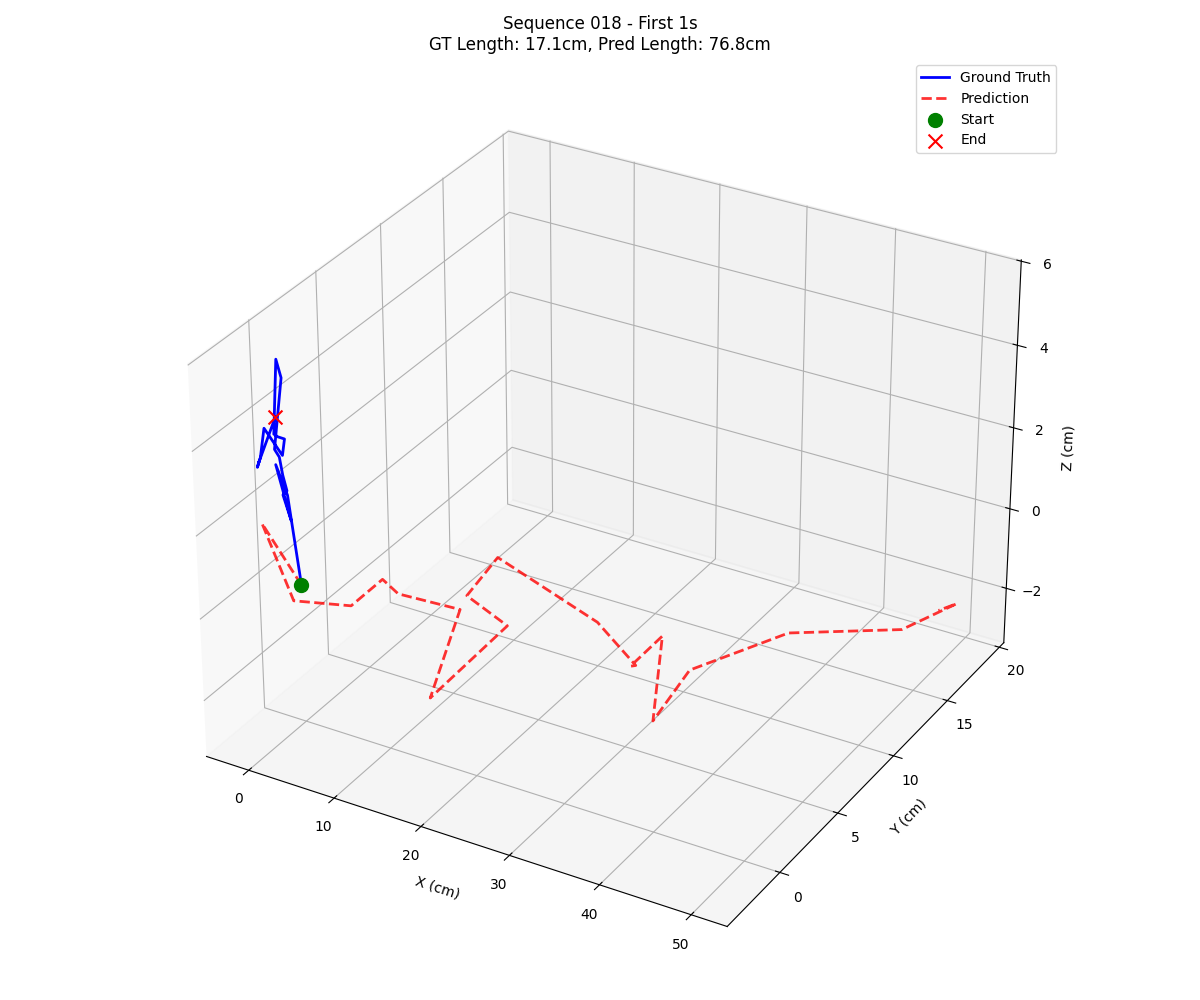 Sequence 018 - First 1s
GT Length: 17.1cm, Pred Length: 76.8cm
Ground Truth
Prediction
Start
End
6
4
2
0
−2
Z (cm)
20
15
10
5
0
Y (cm)
0
10
20
30
40
50
X (cm)